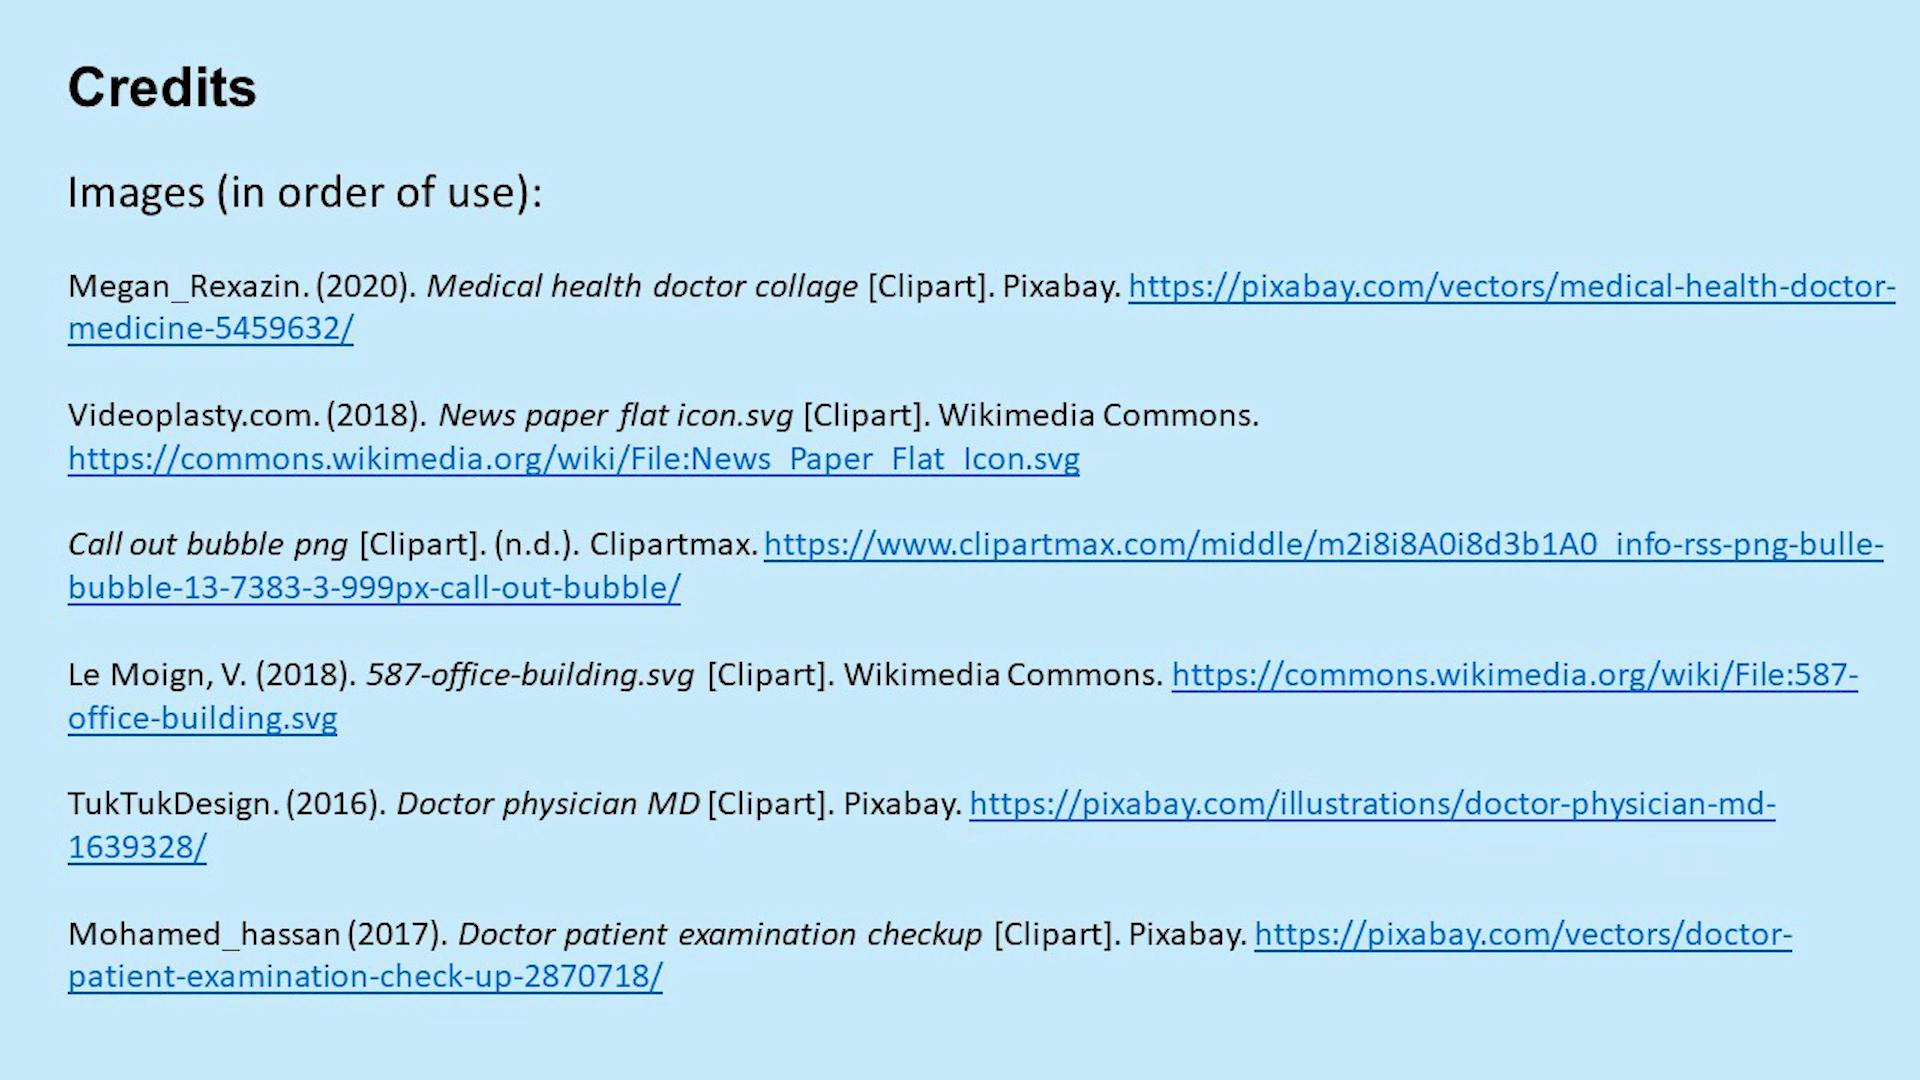 Credits
Images (in order of use):
Megan_Rexazin. (2020). Medical health doctor collage [Clipart]. Pixabay. https://pixabay.com/vectors/medical-health-doctor-
medicine-5459632/
Videoplasty.com. (2018). News paper flat icon.svg [Clipart]. Wikimedia Commons.
https://commons.wikimedia.org/wiki/File:News_Paper_Flat_Icon.svg
Call out bubble png [Clipart]. (n.d.). Clipartmax. https://www.clipartmax.com/middle/m2i8i8A0i8d3b1A0_info-rss-png-bulle-
bubble-13-7383-3-999px-call-out-bubble/
Le Moign, V. (2018). 587-office-building.svg [Clipart]. Wikimedia Commons. https://commons.wikimedia.org/wiki/File:587-
office-building.svg
TukTukDesign. (2016). Doctor physician MD [Clipart]. Pixabay. https://pixabay.com/illustrations/doctor-physician-md-
1639328/
Mohamed_hassan (2017). Doctor patient examination checkup [Clipart]. Pixabay. https://pixabay.com/vectors/doctor-
patient-examination-check-up-2870718/